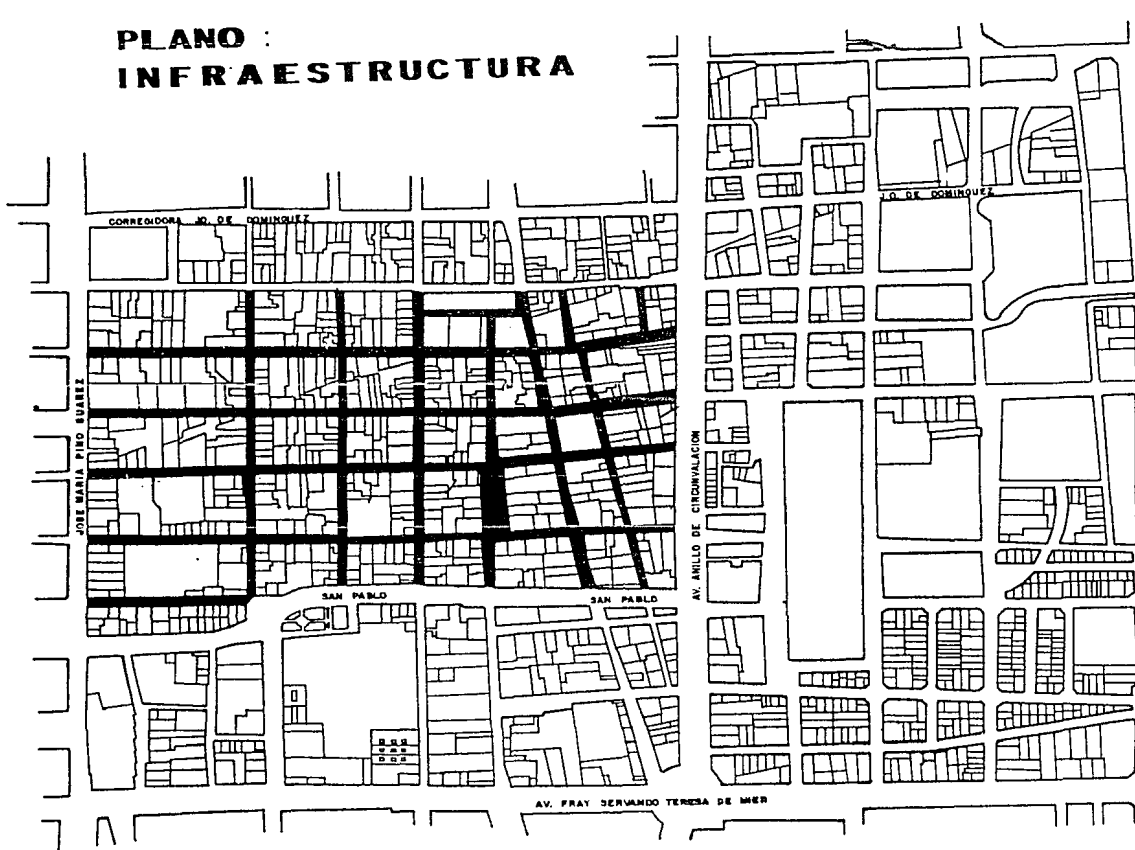 PLANO :
INFRAESTRUCTURA
CORREGIDORA JO. DE DOMINGUEZ
JO. DE DOMINGUEZ
JOSE MARIA PINO SUAREZ
AV. ANILLO DE CIRCUNVALACION
SAN PABLO
SAN PABLO
AV. FRAY SERVANDO TERESA DE MIER